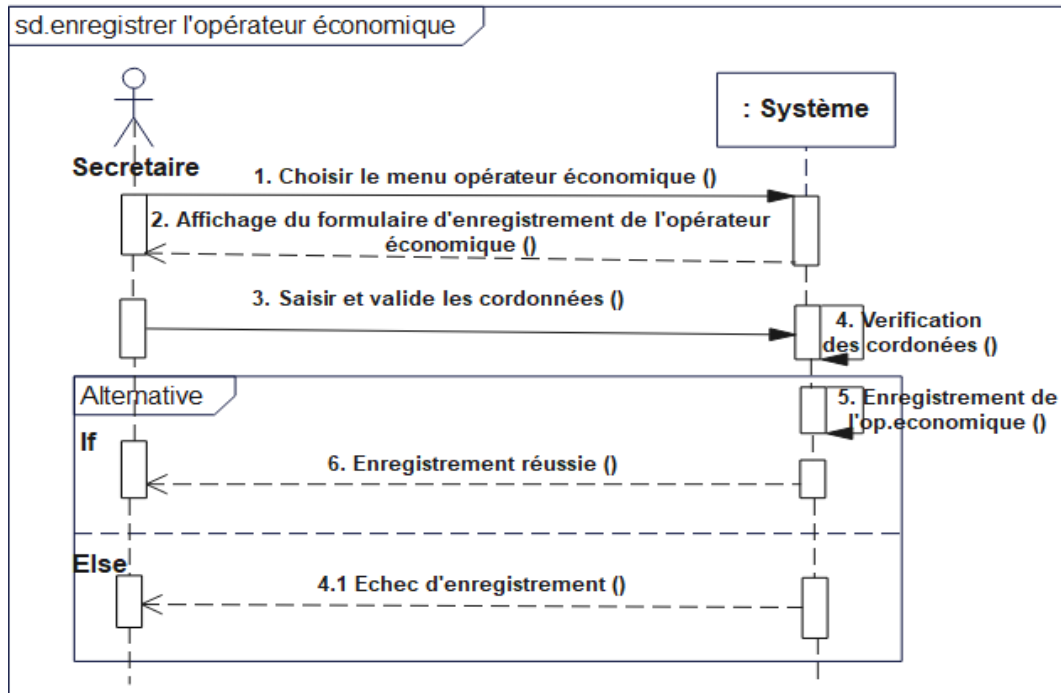 sd.enregistrer l'opérateur économique
: Système
Secretaire
1. Choisir le menu opérateur économique ()
2. Affichage du formulaire d'enregistrement de l'opérateur
économique ()
3. Saisir et valide les cordonnées ()
4. Verification
des cordonées ()
Alternative
5. Enregistrement de
l'op.economique ()
If
6. Enregistrement réussie ()
Else
4.1 Echec d'enregistrement ()